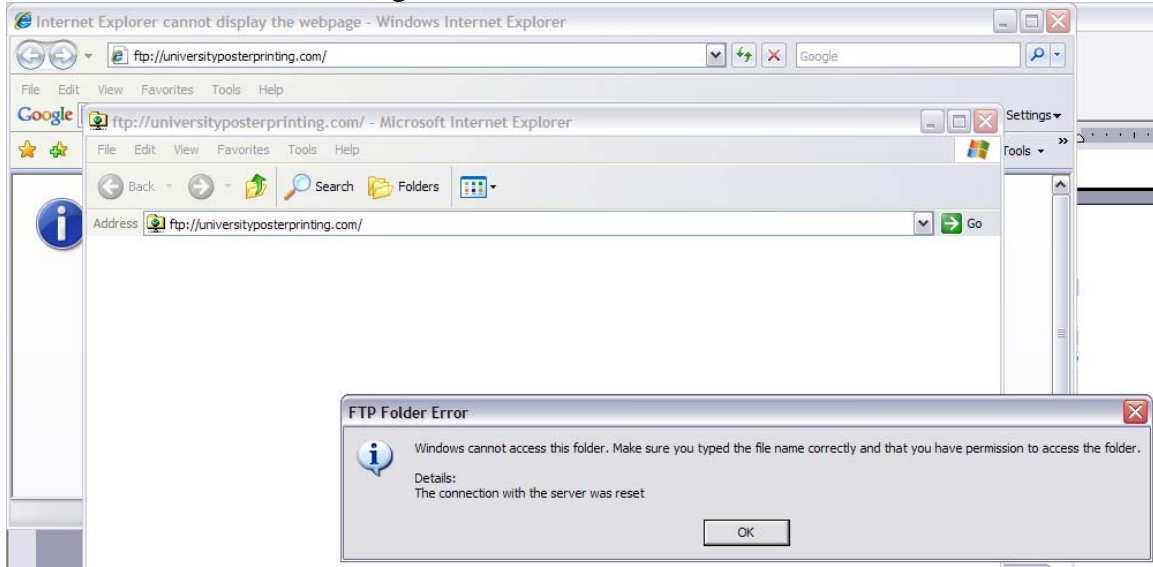 Internet Explorer cannot display the webpage - Windows Internet Explorer
ftp://universityposterprinting.com/
Google
File Edit View Favorites Tools Help
Google
Settings
ftp://universityposterprinting.com/ - Microsoft Internet Explorer
File Edit View Favorites Tools Help
Tools
Back Search Folders
Address ftp://universityposterprinting.com/ Go
FTP Folder Error
Windows cannot access this folder. Make sure you typed the file name correctly and that you have permission to access the folder.
Details:
The connection with the server was reset
OK